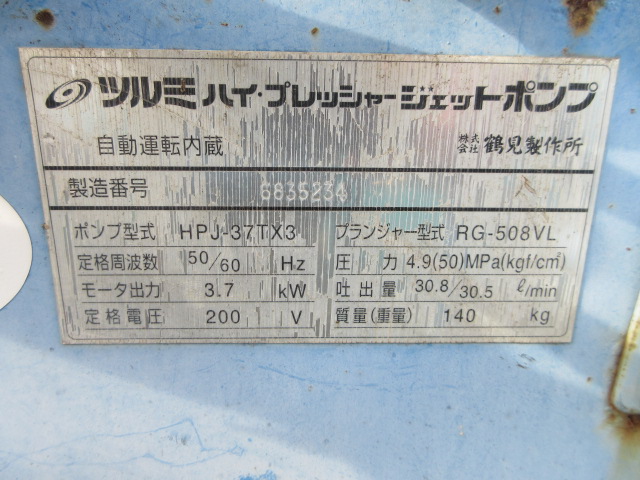 ツルミ ハイ・プレッシャージェットポンプ
自動運転内蔵 株式会社 鶴見製作所
製造番号 6835234
ポンプ型式 HPJ-37TX3 プランジャー型式 RG-508VL
定格周波数 50/60 Hz 圧力 4.9(50)MPa(kgf/cm²)
モータ出力 3.7 kW 吐出量 30.8/30.5 ℓ/min
定格電圧 200 V 質量(重量) 140 kg